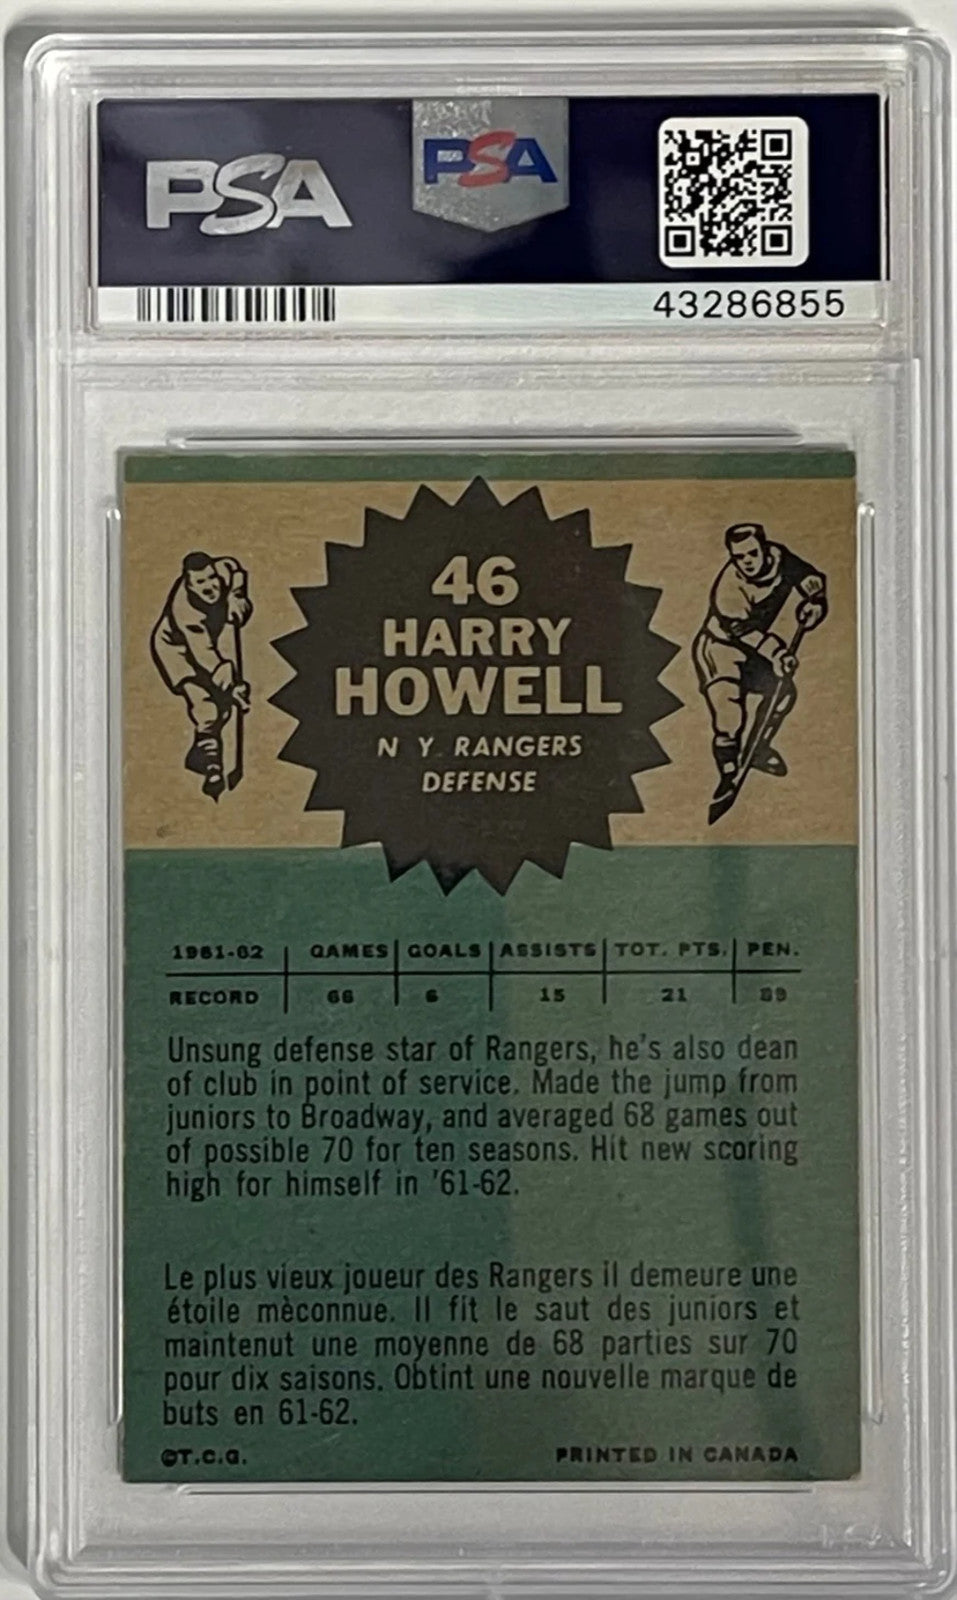 PSA
PSA
43286855
46
HARRY
HOWELL
N Y. RANGERS
DEFENSE
1961-62 GAMES GOALS ASSISTS TOT. PTS. PEN.
RECORD 66 6 15 21 89
Unsung defense star of Rangers, he's also dean
of club in point of service. Made the jump from
juniors to Broadway, and averaged 68 games out
of possible 70 for ten seasons. Hit new scoring
high for himself in '61-62.
Le plus vieux joueur des Rangers il demeure une
étoile mèconnue. Il fit le saut des juniors et
maintenut une moyenne de 68 parties sur 70
pour dix saisons. Obtint une nouvelle marque de
buts en 61-62.
©T.C.G. PRINTED IN CANADA